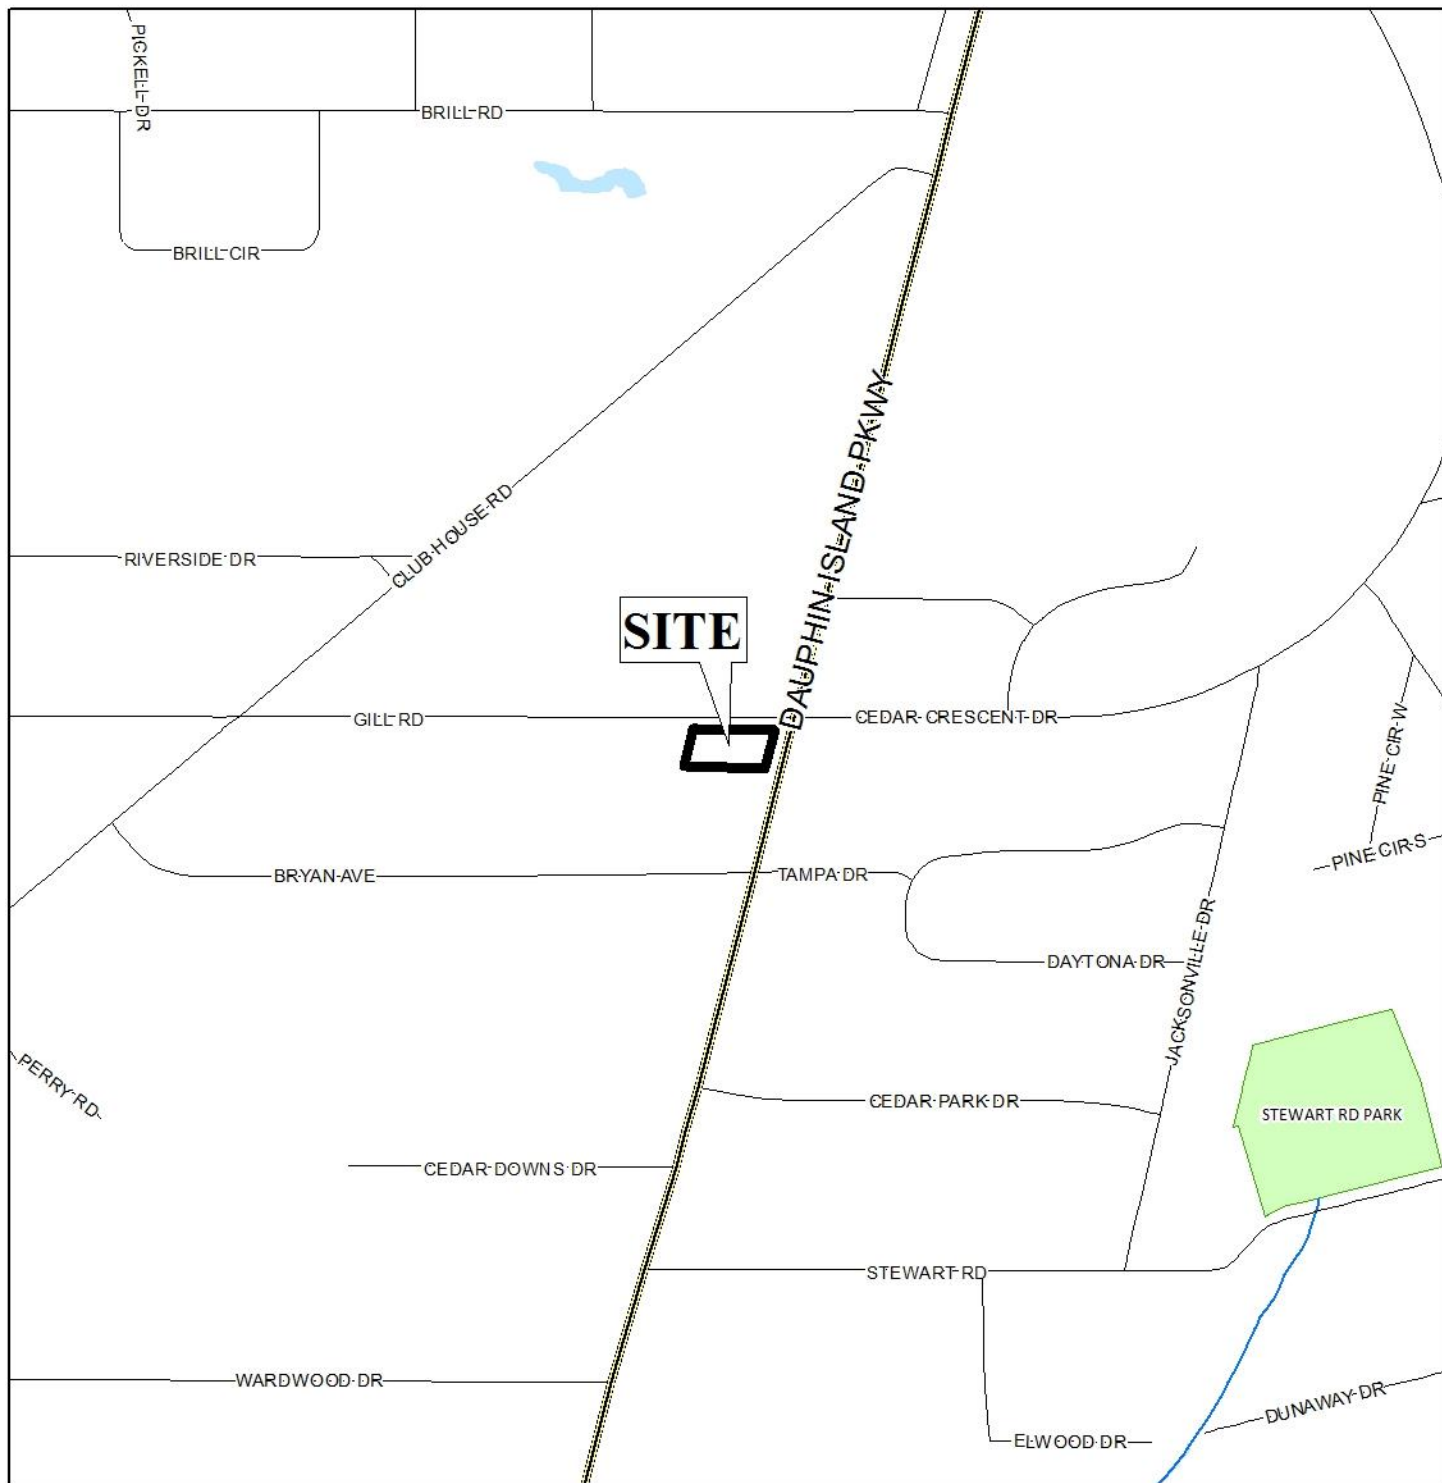 PICKELL DR
BRILL RD
BRILL CIR
DAUPHIN ISLAND PKWY
CLUB HOUSE RD
RIVERSIDE DR
SITE
GILL RD
CEDAR CRESCENT DR
PINE CIR W
PINE CIR S
BRYAN AVE
TAMPA DR
DAYTONA DR
JACKSONVILLE DR
PERRY RD
CEDAR PARK DR
STEWART RD PARK
CEDAR DOWNS DR
STEWART RD
WARDWOOD DR
DUNAWAY DR
ELWOOD DR